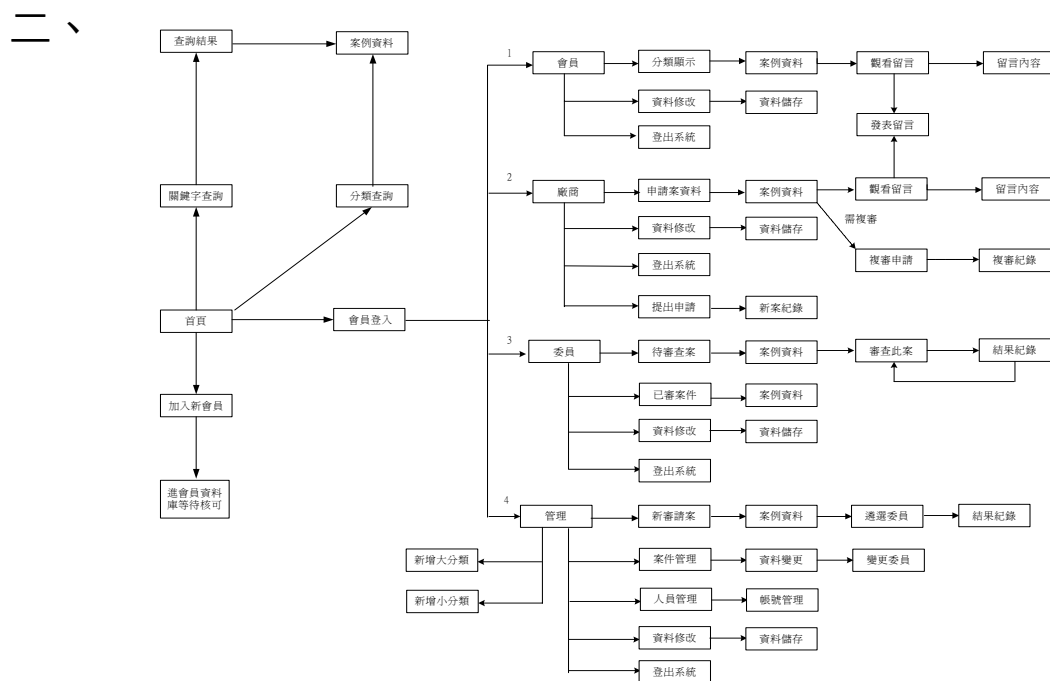 二、
查詢結果
案例資料
關鍵字查詢
分類查詢
首頁
會員登入
加入新會員
進會員資料
庫等待核可
1
會員
分類顯示
案例資料
觀看留言
留言內容
資料修改
資料儲存
發表留言
登出系統
2
廠商
申請案資料
案例資料
觀看留言
留言內容
需複審
資料修改
資料儲存
登出系統
複審申請
複審紀錄
提出申請
新案紀錄
3
委員
待審查案
案例資料
審查此案
結果紀錄
已審案件
案例資料
資料修改
資料儲存
登出系統
4
管理
新審請案
案例資料
遴選委員
結果紀錄
新增大分類
案件管理
資料變更
變更委員
新增小分類
人員管理
帳號管理
資料修改
資料儲存
登出系統